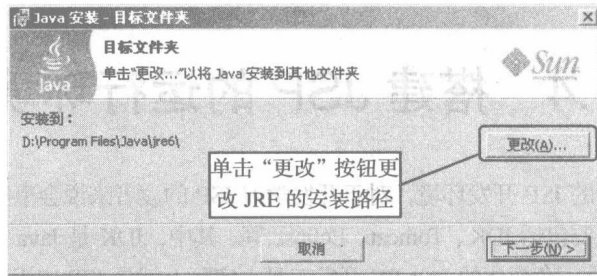 Java 安装 - 目标文件夹
目标文件夹
单击“更改...”以将 Java 安装到其他文件夹
Java
Sun
安装到：
D:\Program Files\Java\jre6\
更改(A)...
单击“更改”按钮更
改 JRE 的安装路径
取消
下一步(N) >